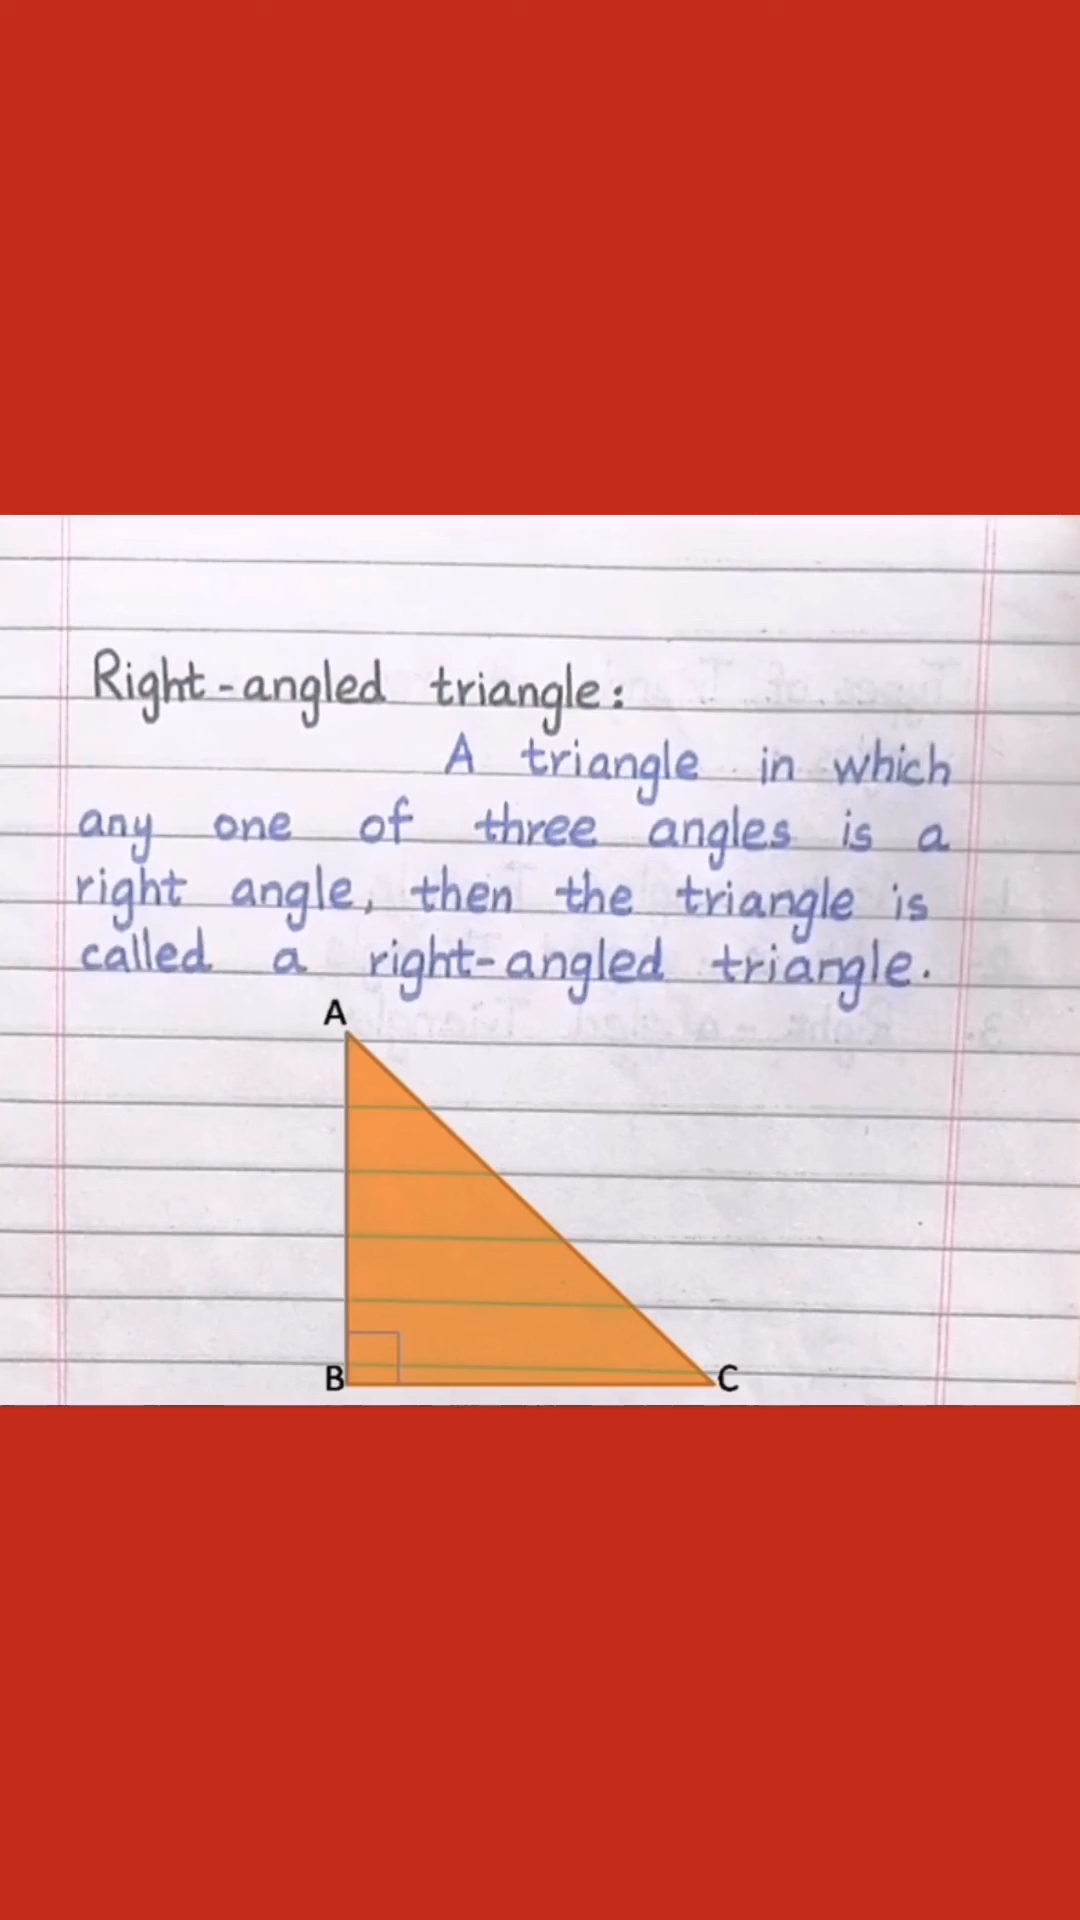 Right-angled triangle:
A triangle in which
any one of three angles is a
right angle, then the triangle is
called a right-angled triangle.
A
B
C